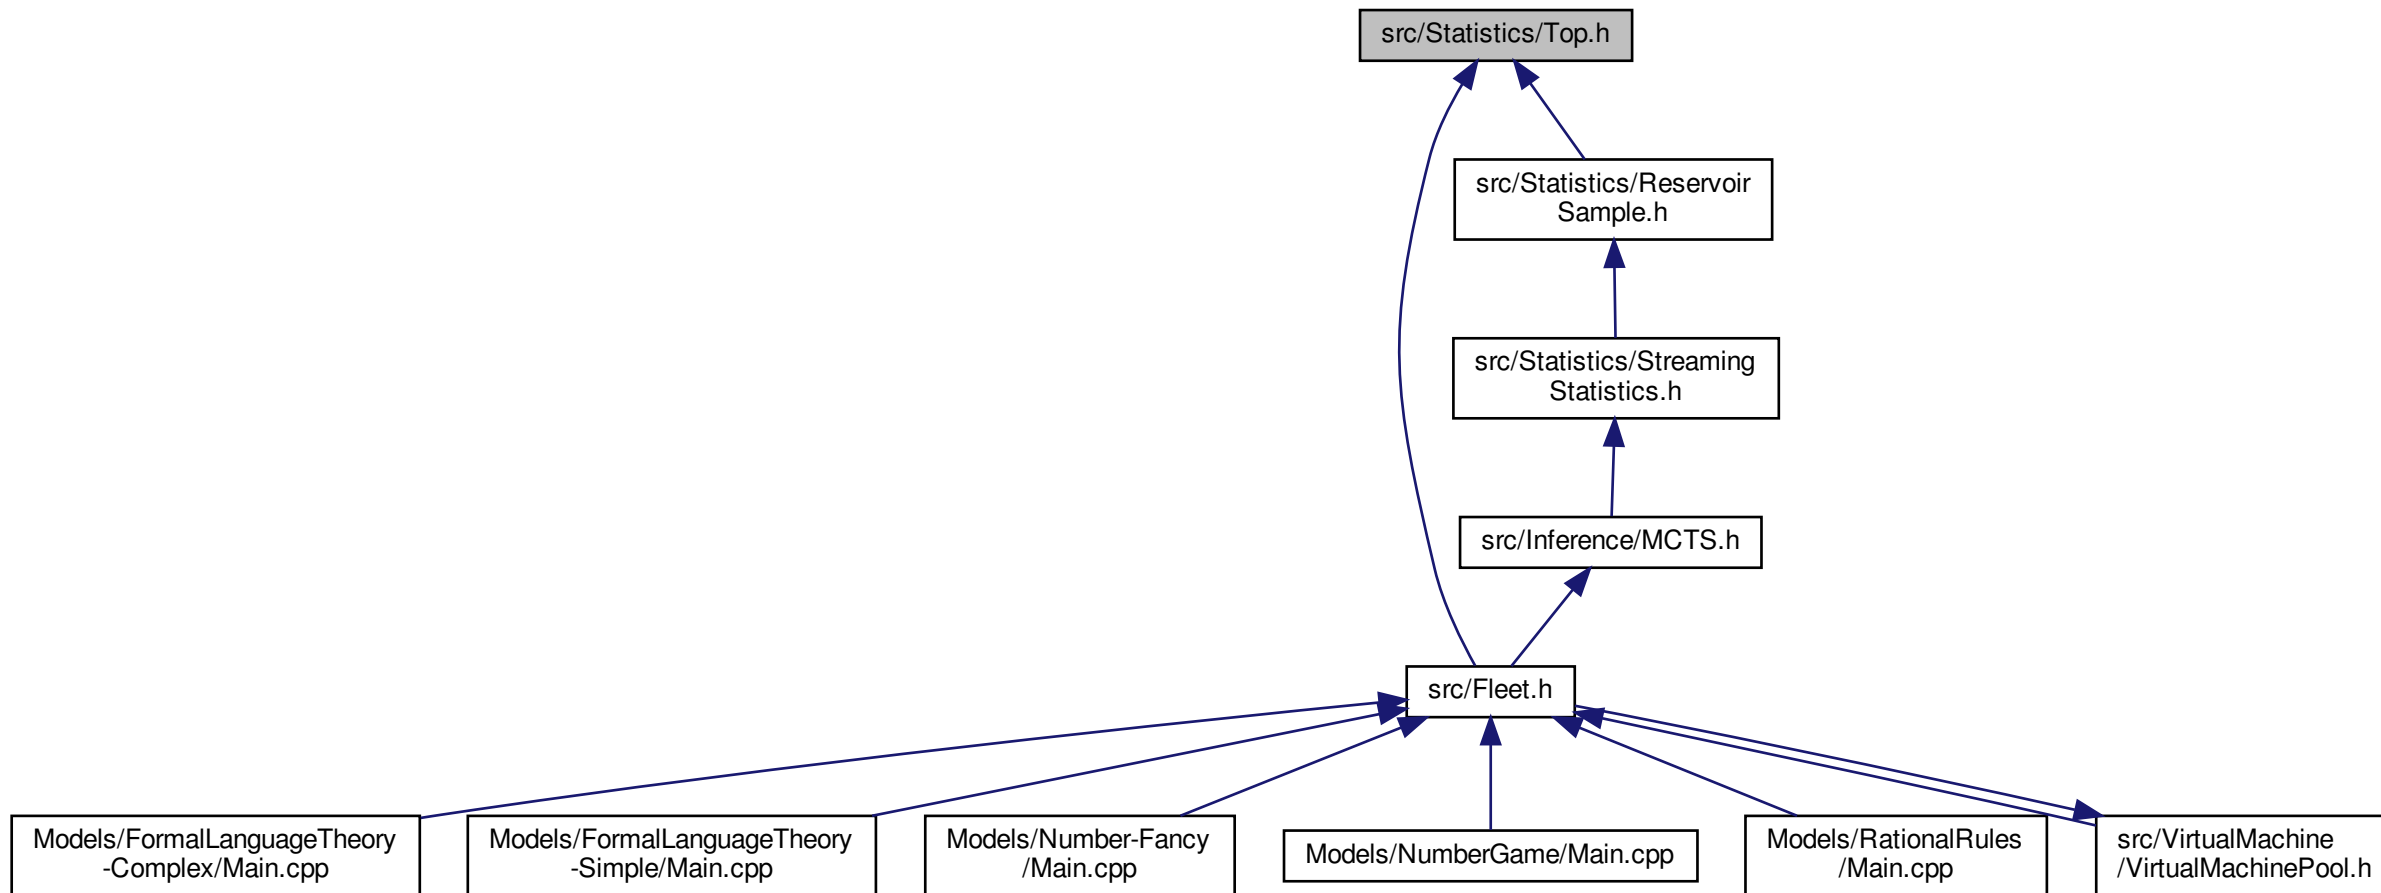 src/Statistics/Top.h
src/Statistics/Reservoir
Sample.h
src/Statistics/Streaming
Statistics.h
src/Inference/MCTS.h
src/Fleet.h
Models/FormalLanguageTheory
-Complex/Main.cpp
Models/FormalLanguageTheory
-Simple/Main.cpp
Models/Number-Fancy
/Main.cpp
Models/NumberGame/Main.cpp
Models/RationalRules
/Main.cpp
src/VirtualMachine
/VirtualMachinePool.h